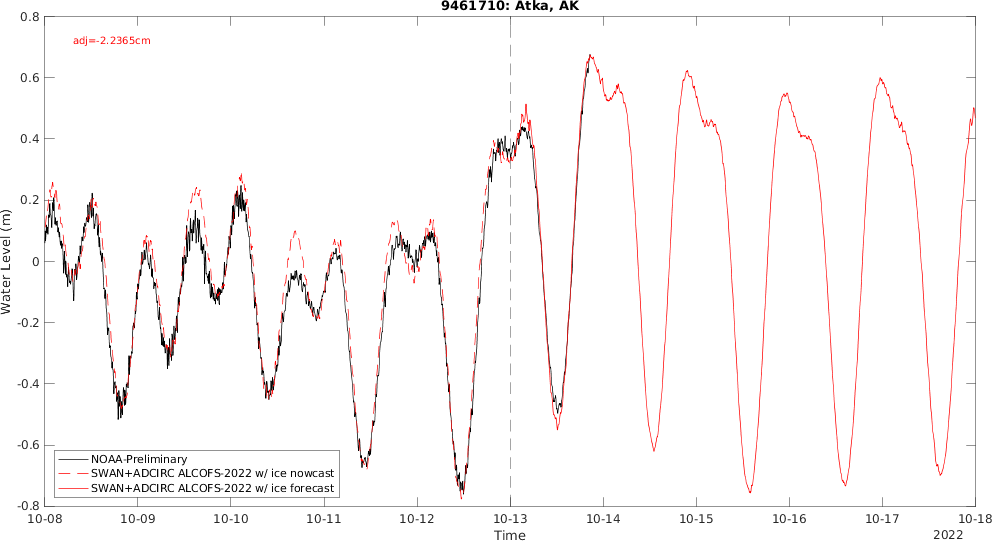 9461710: Atka, AK
adj=-2.2365cm
0.8
0.6
0.4
0.2
0
-0.2
-0.4
-0.6
-0.8
Water Level (m)
NOAA-Preliminary
SWAN+ADCIRC ALCOFS-2022 w/ ice nowcast
SWAN+ADCIRC ALCOFS-2022 w/ ice forecast
10-08 10-09 10-10 10-11 10-12 10-13 10-14 10-15 10-16 10-17 10-18
Time
2022